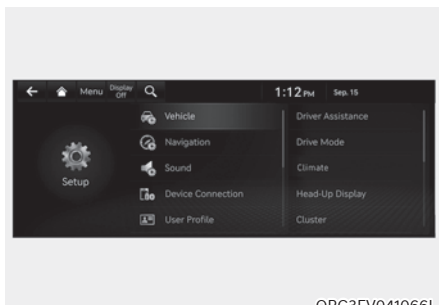 Menu Display Off 1:12 PM Sep. 15
Vehicle Driver Assistance
Navigation Drive Mode
Sound Climate
Setup
Device Connection Head-Up Display
User Profile Cluster